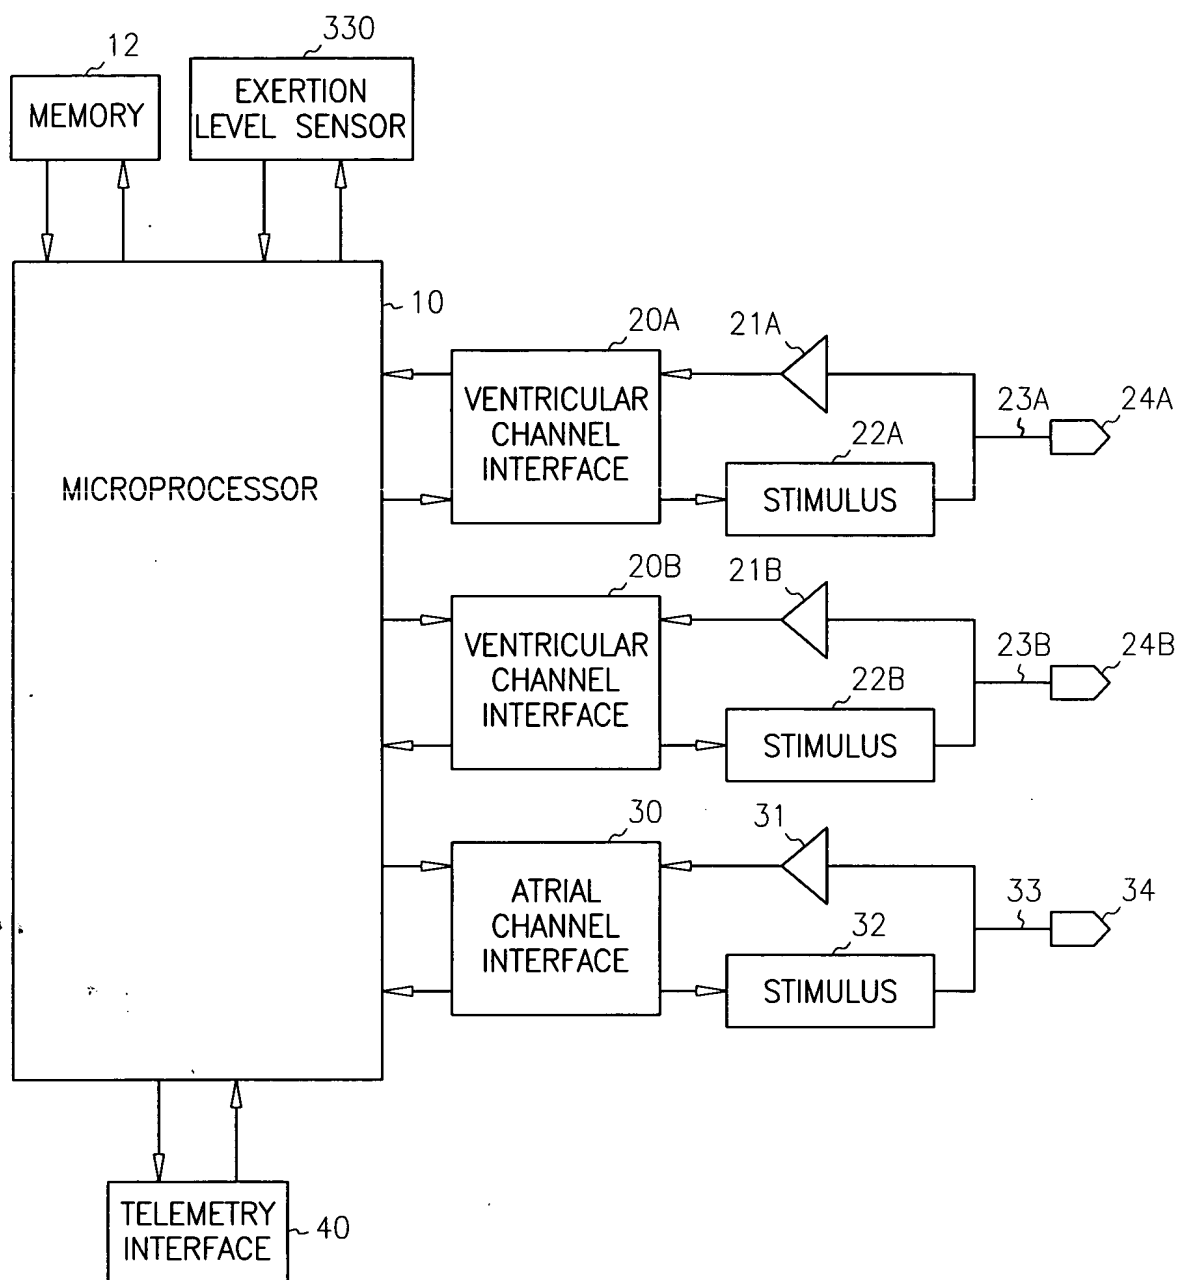 12
MEMORY
330
EXERTION
LEVEL SENSOR
10
MICROPROCESSOR
20A
VENTRICULAR
CHANNEL
INTERFACE
21A
22A
STIMULUS
23A
24A
20B
VENTRICULAR
CHANNEL
INTERFACE
21B
22B
STIMULUS
23B
24B
30
ATRIAL
CHANNEL
INTERFACE
31
32
STIMULUS
33
34
TELEMETRY
INTERFACE
40